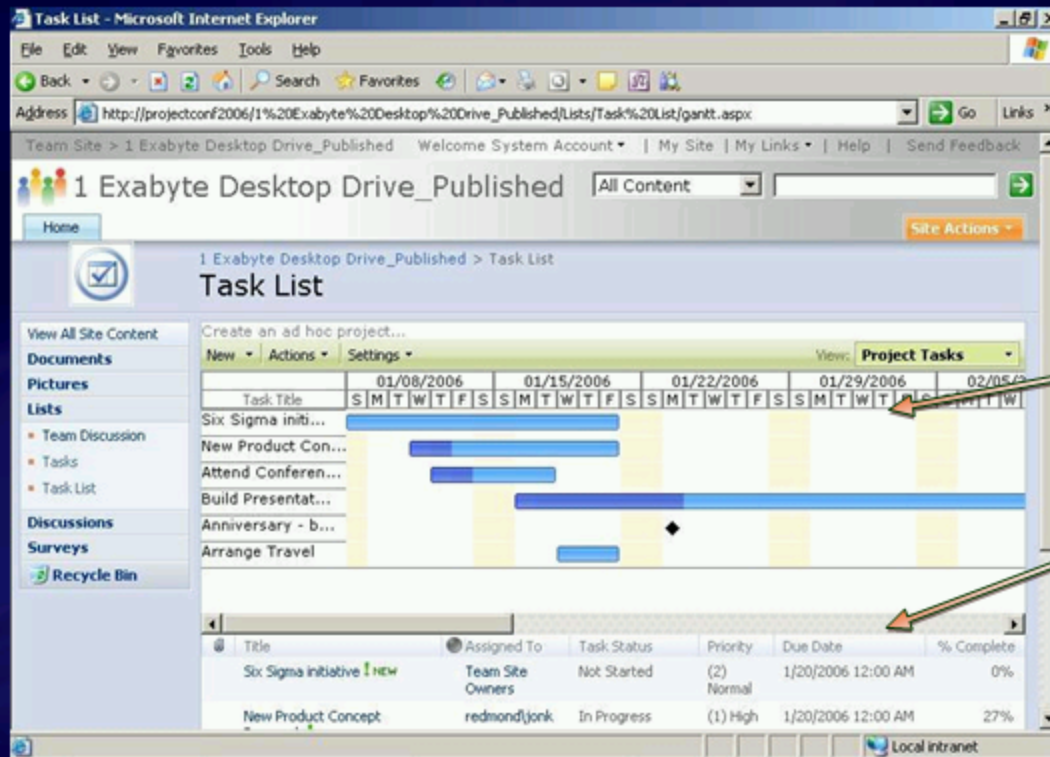 Task List - Microsoft Internet Explorer
File Edit View Favorites Tools Help
Back Search Favorites
Address http://projectconf2006/1%20Exabyte%20Desktop%20Drive_Published/Lists/Task%20List/gantt.aspx Go Links »
Team Site > 1 Exabyte Desktop Drive_Published Welcome System Account | My Site | My Links | Help | Send Feedback
1 Exabyte Desktop Drive_Published All Content
Home Site Actions
1 Exabyte Desktop Drive_Published > Task List
Task List
View All Site Content
Documents
Pictures
Lists
Team Discussion
Tasks
Task List
Discussions
Surveys
Recycle Bin
Create an ad hoc project...
New Actions Settings View: Project Tasks
01/08/2006 01/15/2006 01/22/2006 01/29/2006 02/05/2
Task Title S M T W T F S S M T W T F S S M T W T F S S M T W T F S S M T W
Six Sigma initi...
New Product Con...
Attend Conferen...
Build Presentat...
Anniversary - b...
Arrange Travel
Title Assigned To Task Status Priority Due Date % Complete
Six Sigma initiative ! NEW Team Site Owners Not Started (2) Normal 1/20/2006 12:00 AM 0%
New Product Concept redmond\jonk In Progress (1) High 1/20/2006 12:00 AM 27%
Local intranet